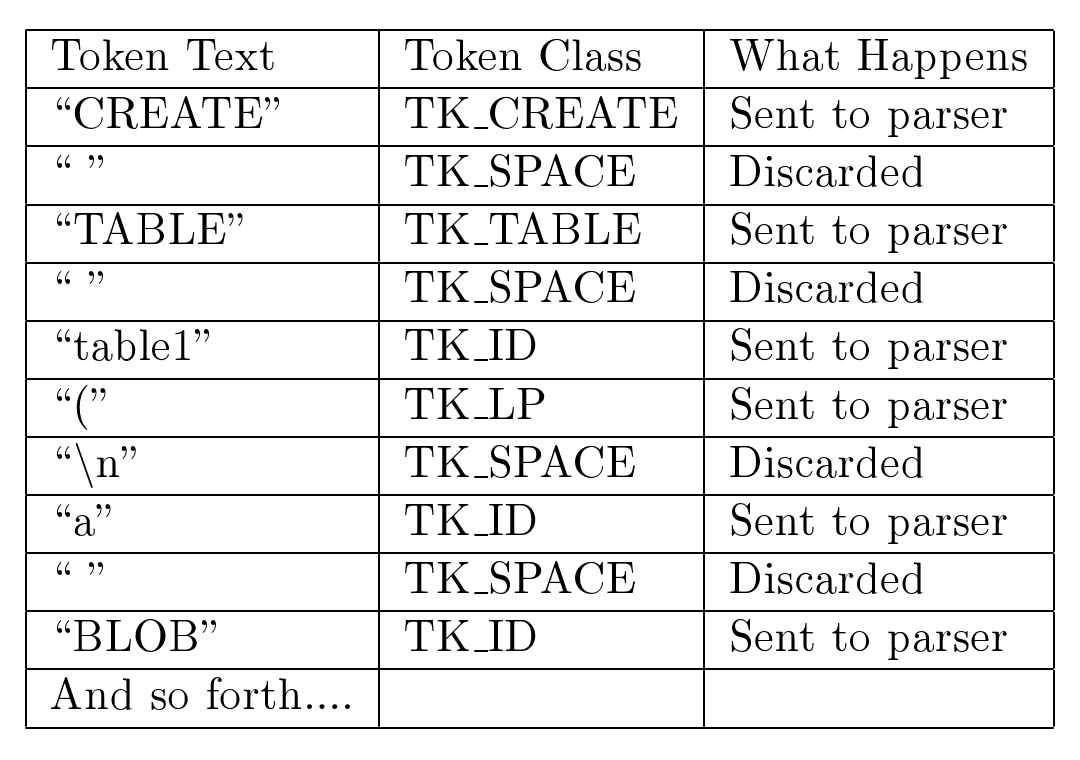 Token Text Token Class What Happens
“CREATE” TK_CREATE Sent to parser
“ ” TK_SPACE Discarded
“TABLE” TK_TABLE Sent to parser
“ ” TK_SPACE Discarded
“table1” TK_ID Sent to parser
“(” TK_LP Sent to parser
“\n” TK_SPACE Discarded
“a” TK_ID Sent to parser
“ ” TK_SPACE Discarded
“BLOB” TK_ID Sent to parser
And so forth....